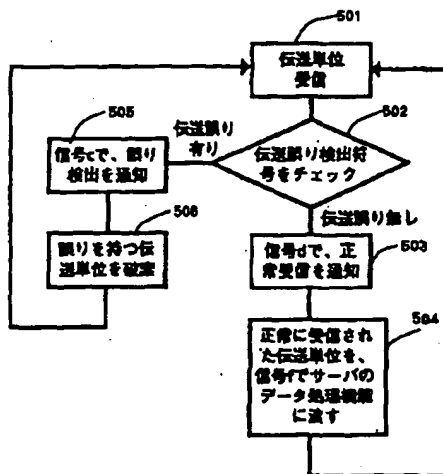 501
伝送単位
受信
505
伝送誤り
有り
502
信号cで、誤り
検出を通知
伝送誤り検出符
号をチェック
伝送誤り無し
506
誤りを持つ伝
送単位を破棄
信号dで、正
常受信を通知
503
504
正常に受信され
た伝送単位を、
信号fでサーバの
データ処理機能
に渡す